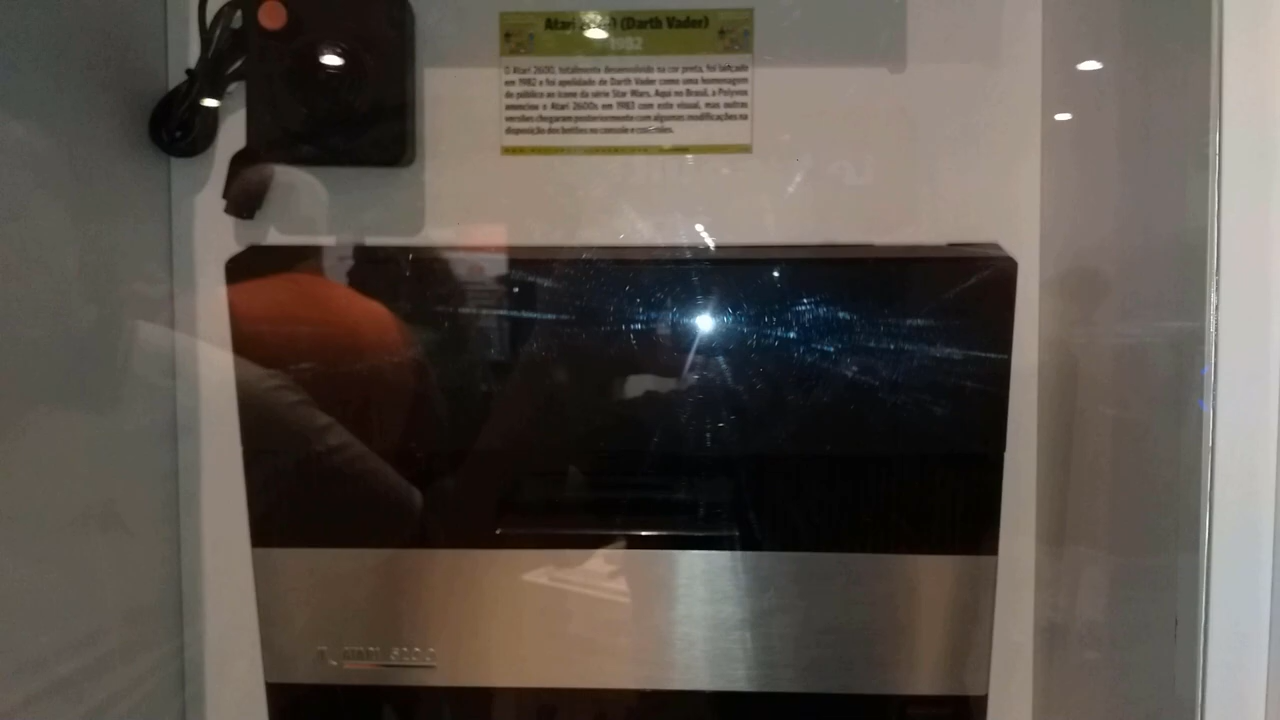 Atari 2600 (Darth Vader)
1982
O Atari 2600, totalmente desenvolvido na cor preta, foi lançado
em 1982 e foi apelidado de Darth Vader como uma homenagem
do público ao ícone da série Star Wars. Aqui no Brasil, a Polyvox
anunciou o Atari 2600s em 1983 com este visual, mas outras
versões chegaram posteriormente com algumas modificações na
disposição dos botões no console e controles.
ATARI 5200